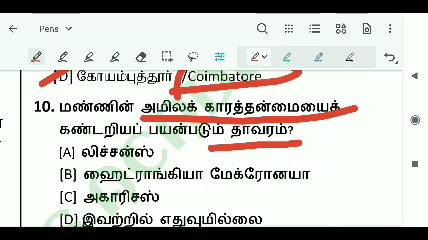 Pens
[D] கோயம்புத்தூர் /Coimbatore
10. மண்ணின் அமிலக் காரத்தன்மையைக்
கண்டறியப் பயன்படும் தாவரம்?
[A] லிச்சன்ஸ்
[B] ஹைட்ராங்கியா மேக்ரோனயா
[C] அகாரிசஸ்
[D] இவற்றில் எதுவுமில்லை